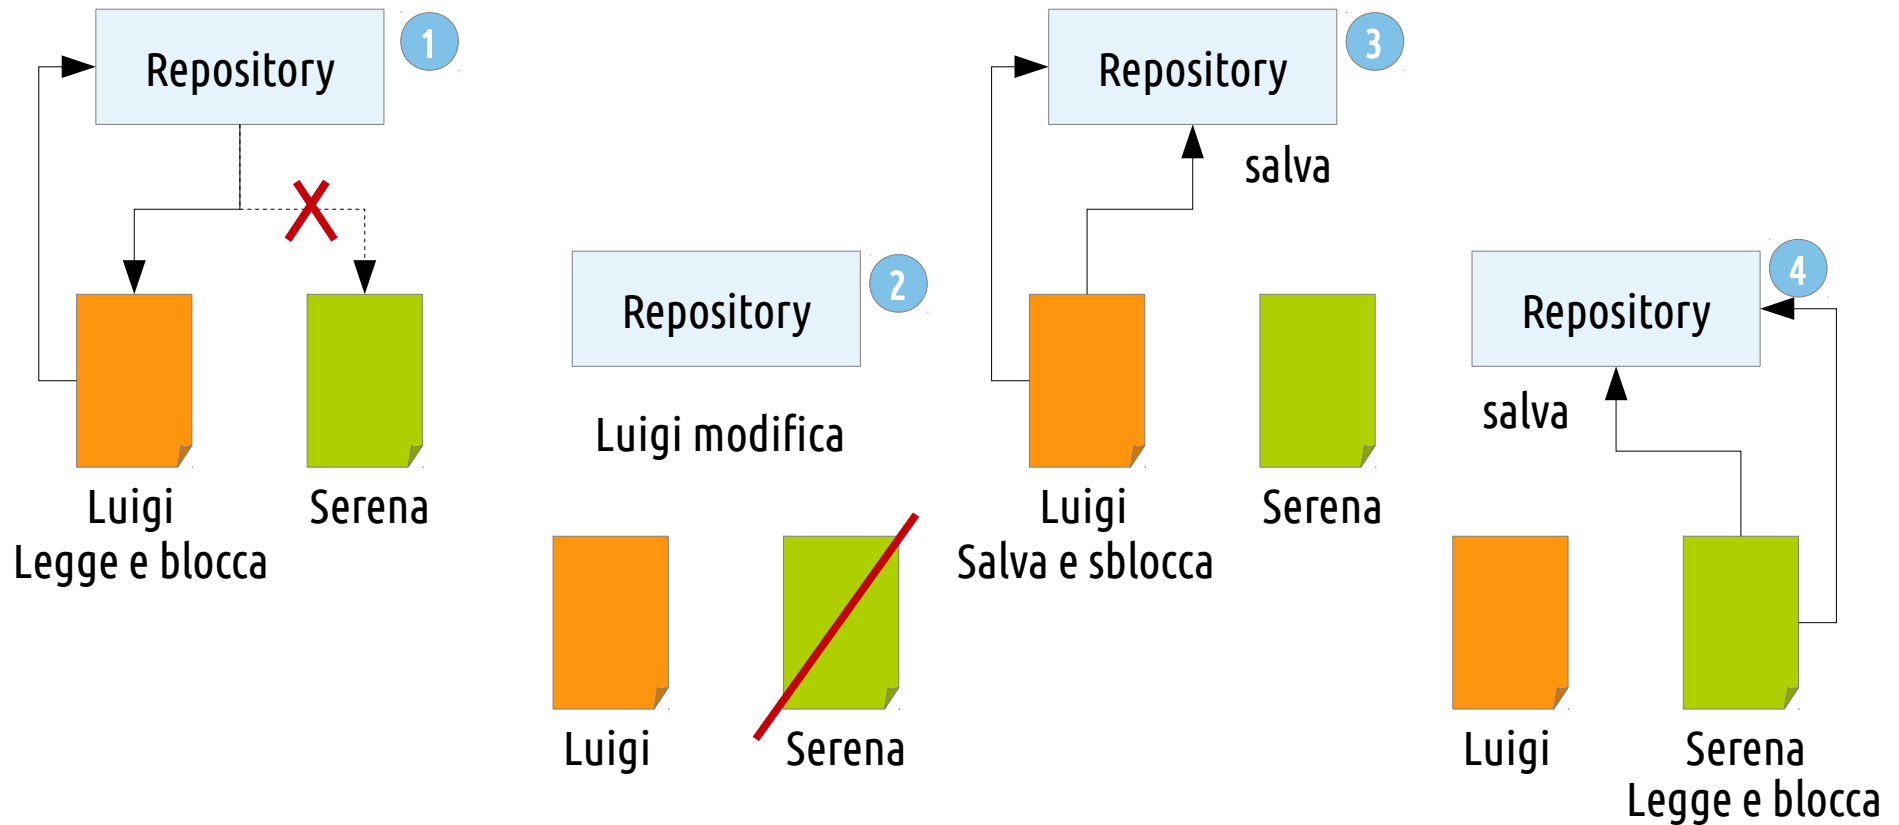 Repository
1
Luigi
Legge e blocca
Serena
Repository
2
Luigi modifica
Luigi
Serena
Repository
3
salva
Luigi
Salva e sblocca
Serena
Repository
4
salva
Luigi
Serena
Legge e blocca